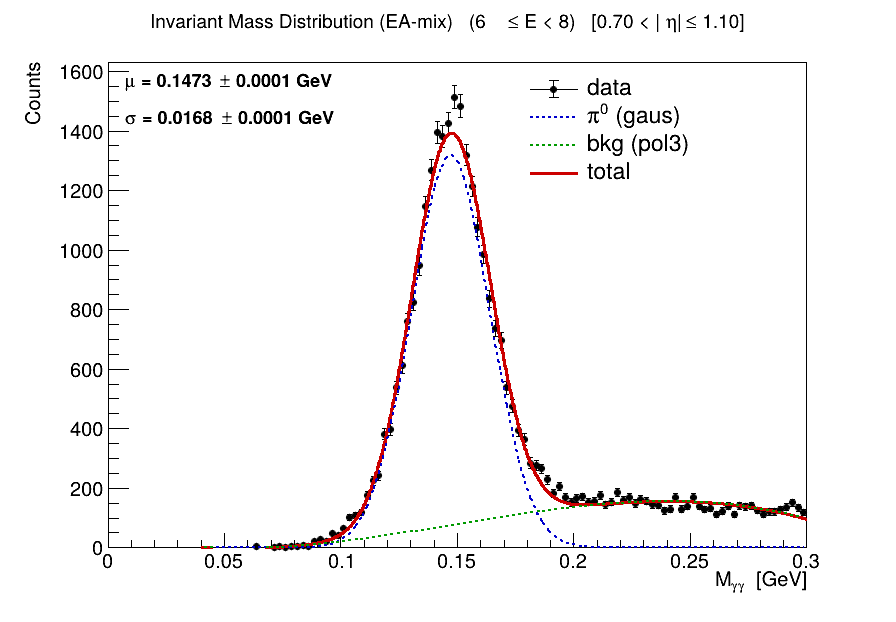 Invariant Mass Distribution (EA-mix) (6 ≤ E < 8) [0.70 < | η| ≤ 1.10]
Counts
μ = 0.1473 ± 0.0001 GeV
σ = 0.0168 ± 0.0001 GeV
data
π⁰ (gaus)
bkg (pol3)
total
1600
1400
1200
1000
800
600
400
200
0
0 0.05 0.1 0.15 0.2 0.25 0.3
Mγγ [GeV]